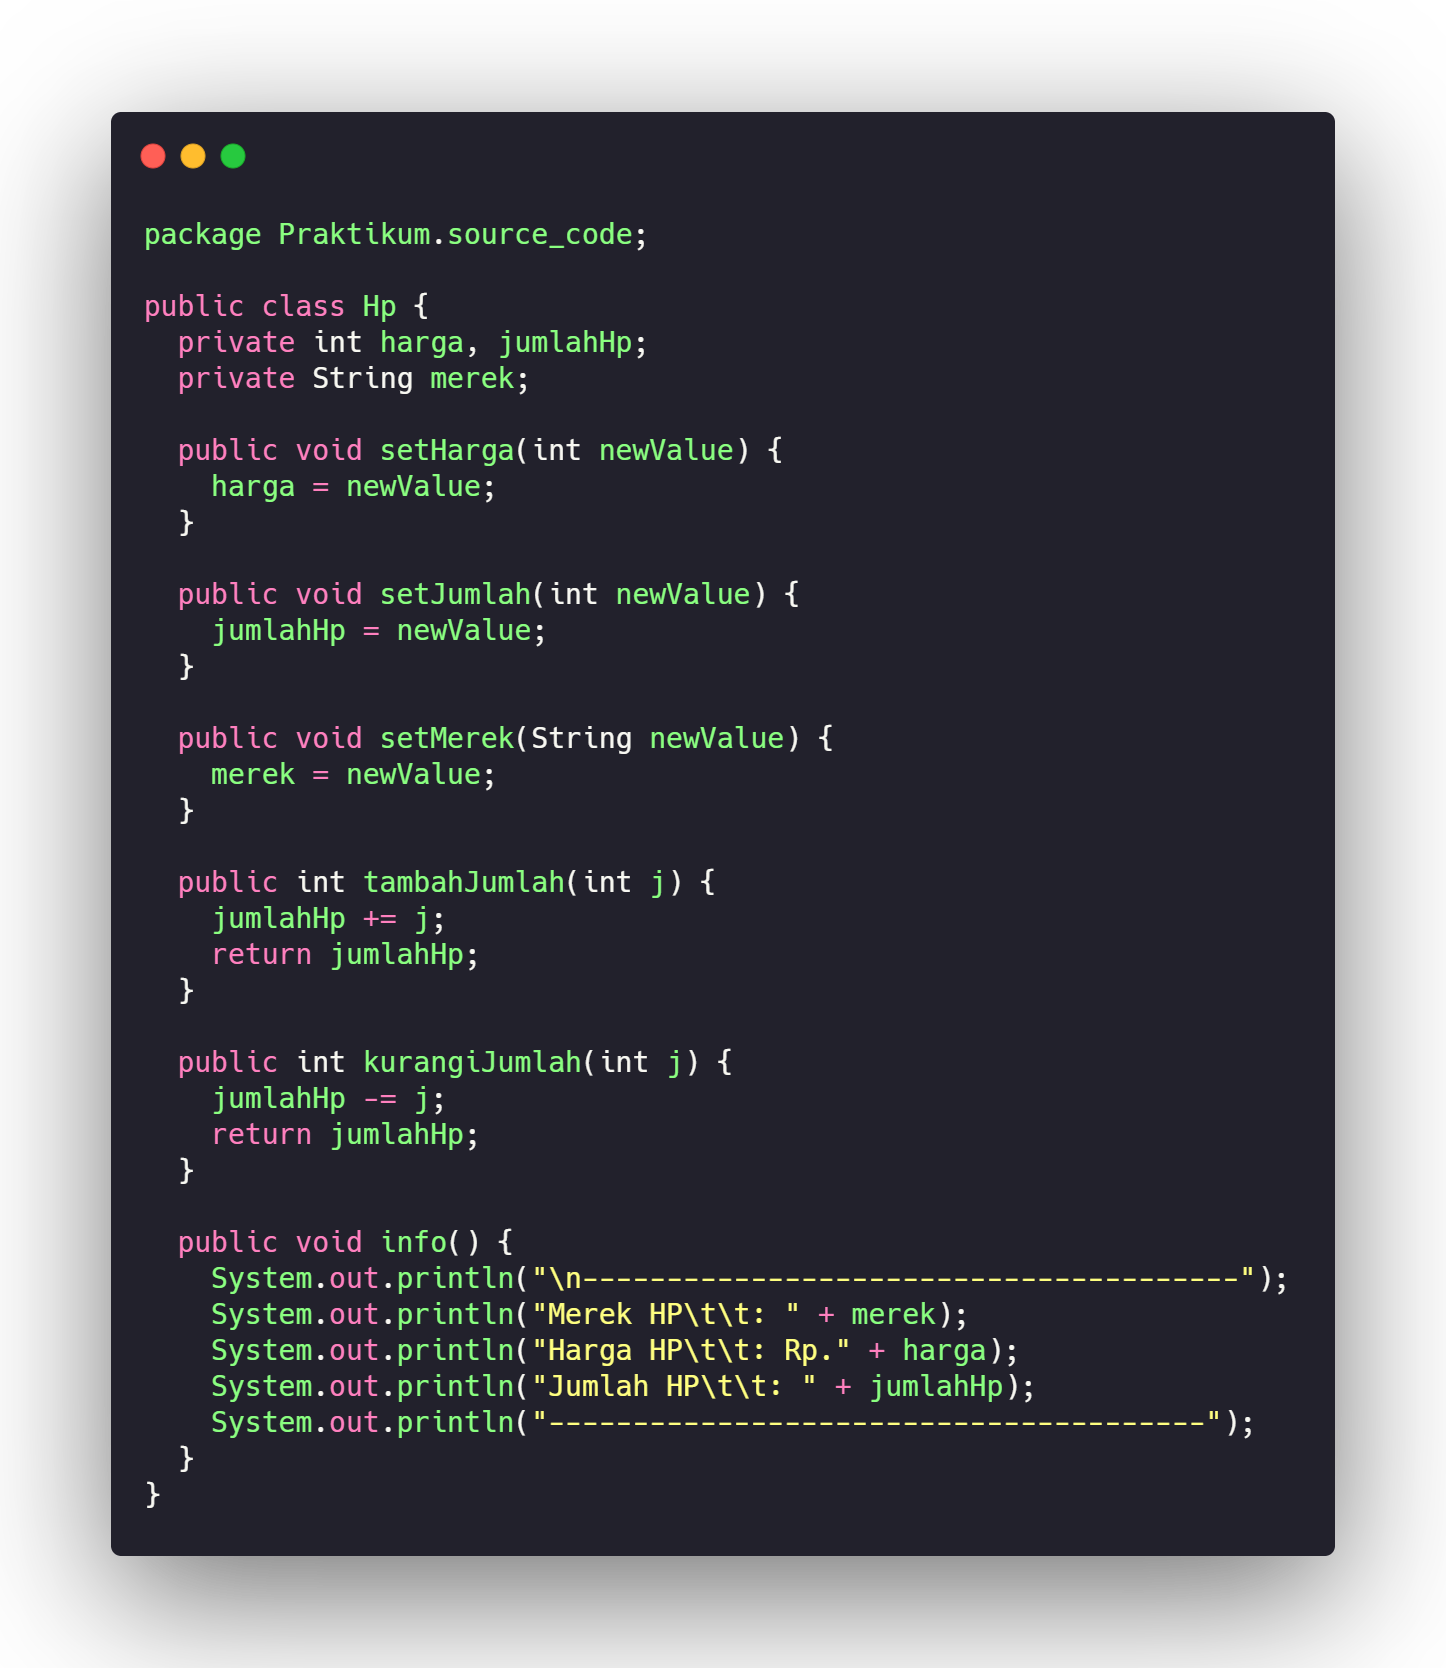 package Praktikum.source_code;

public class Hp {
  private int harga, jumlahHp;
  private String merek;

  public void setHarga(int newValue) {
    harga = newValue;
  }

  public void setJumlah(int newValue) {
    jumlahHp = newValue;
  }

  public void setMerek(String newValue) {
    merek = newValue;
  }

  public int tambahJumlah(int j) {
    jumlahHp += j;
    return jumlahHp;
  }

  public int kurangiJumlah(int j) {
    jumlahHp -= j;
    return jumlahHp;
  }

  public void info() {
    System.out.println("\n---------------------------------------");
    System.out.println("Merek HP\t\t: " + merek);
    System.out.println("Harga HP\t\t: Rp." + harga);
    System.out.println("Jumlah HP\t\t: " + jumlahHp);
    System.out.println("---------------------------------------");
  }
}